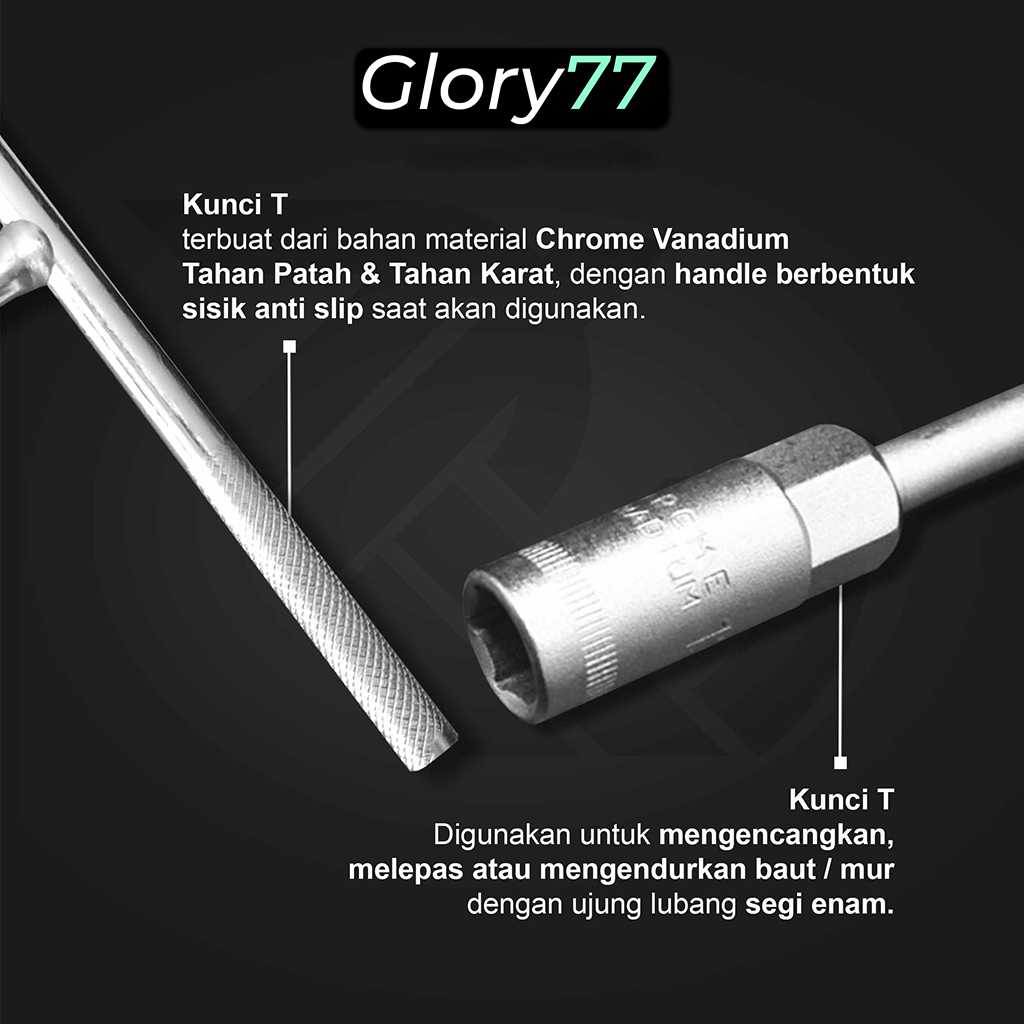 Glory77
Kunci T
terbuat dari bahan material Chrome Vanadium
Tahan Patah & Tahan Karat, dengan handle berbentuk
sisik anti slip saat akan digunakan.
Kunci T
Digunakan untuk mengencangkan,
melepas atau mengendurkan baut / mur
dengan ujung lubang segi enam.